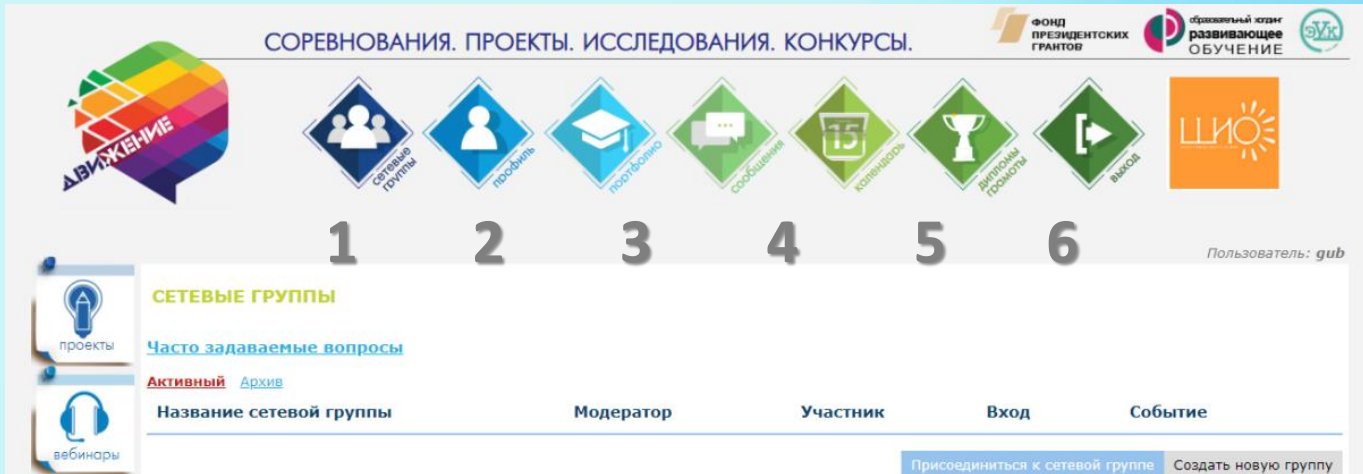 СОРЕВНОВАНИЯ. ПРОЕКТЫ. ИССЛЕДОВАНИЯ. КОНКУРСЫ.
ФОНД
ПРЕЗИДЕНТСКИХ
ГРАНТОВ
образовательный холдинг
развивающее
ОБУЧЕНИЕ
эУк
ДВИЖЕНИЕ
сетевые
группы
профиль
портфолио
сообщения
15
календарь
дипломы
грамоты
выход
ШИО
1 2 3 4 5 6
Пользователь: gub
проекты
вебинары
СЕТЕВЫЕ ГРУППЫ
Часто задаваемые вопросы
Активный Архив
Название сетевой группы Модератор Участник Вход Событие
Присоединиться к сетевой группе Создать новую группу